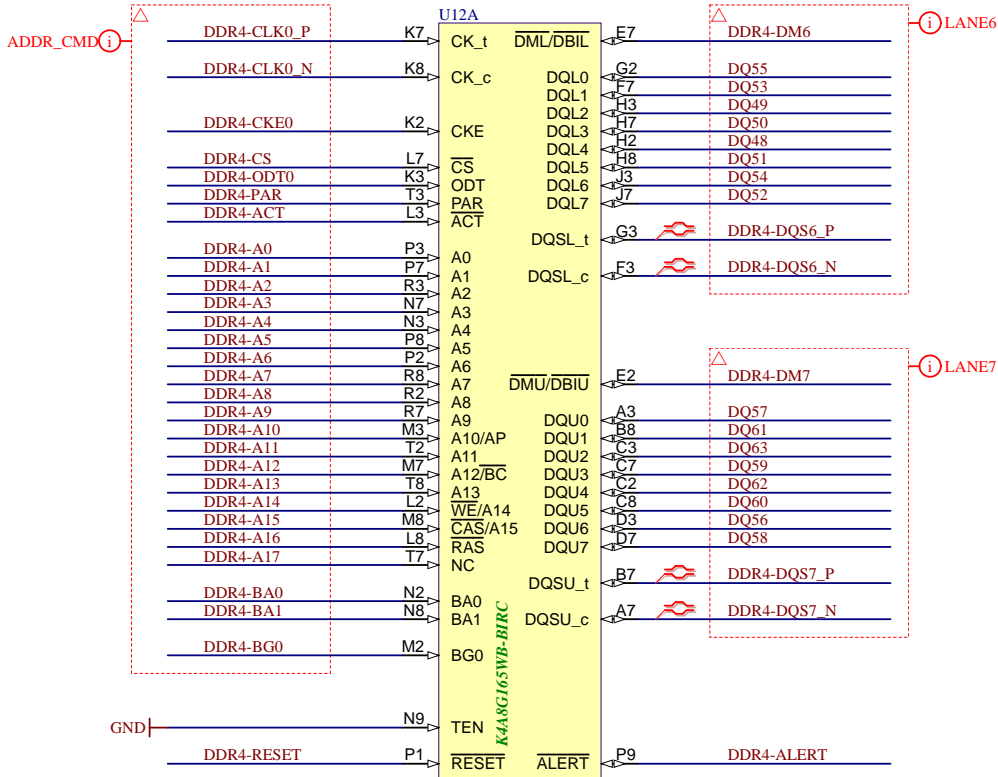 U12A
ADDR_CMD i
i LANE6
DDR4-CLK0_P K7 CK_t DML/DBIL E7 DDR4-DM6
DDR4-CLK0_N K8 CK_c DQL0 G2 DQ55
DQL1 F7 DQ53
DQL2 H3 DQ49
DDR4-CKE0 K2 CKE DQL3 H7 DQ50
DQL4 H2 DQ48
DDR4-CS L7 CS DQL5 H8 DQ51
DDR4-ODT0 K3 ODT DQL6 J3 DQ54
DDR4-PAR T3 PAR DQL7 J7 DQ52
DDR4-ACT L3 ACT
DQSL_t G3 DDR4-DQS6_P
DDR4-A0 P3 A0
DDR4-A1 P7 A1 DQSL_c F3 DDR4-DQS6_N
DDR4-A2 R3 A2
DDR4-A3 N7 A3
DDR4-A4 N3 A4
DDR4-A5 P8 A5
DDR4-A6 P2 A6
i LANE7
DDR4-A7 R8 A7 DMU/DBIU E2 DDR4-DM7
DDR4-A8 R2 A8
DDR4-A9 R7 A9 DQU0 A3 DQ57
DDR4-A10 M3 A10/AP DQU1 B8 DQ61
DDR4-A11 T2 A11 DQU2 C3 DQ63
DDR4-A12 M7 A12/BC DQU3 C7 DQ59
DDR4-A13 T8 A13 DQU4 C2 DQ62
DDR4-A14 L2 WE/A14 DQU5 C8 DQ60
DDR4-A15 M8 CAS/A15 DQU6 D3 DQ56
DDR4-A16 L8 RAS DQU7 D7 DQ58
DDR4-A17 T7 NC
DQSU_t B7 DDR4-DQS7_P
DDR4-BA0 N2 BA0
DDR4-BA1 N8 BA1 DQSU_c A7 DDR4-DQS7_N
DDR4-BG0 M2 BG0
K4A8G165WB-BIRC
GND N9 TEN
DDR4-RESET P1 RESET ALERT P9 DDR4-ALERT